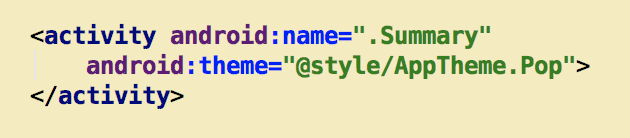 <activity android:name=".Summary"
    android:theme="@style/AppTheme.Pop">
</activity>